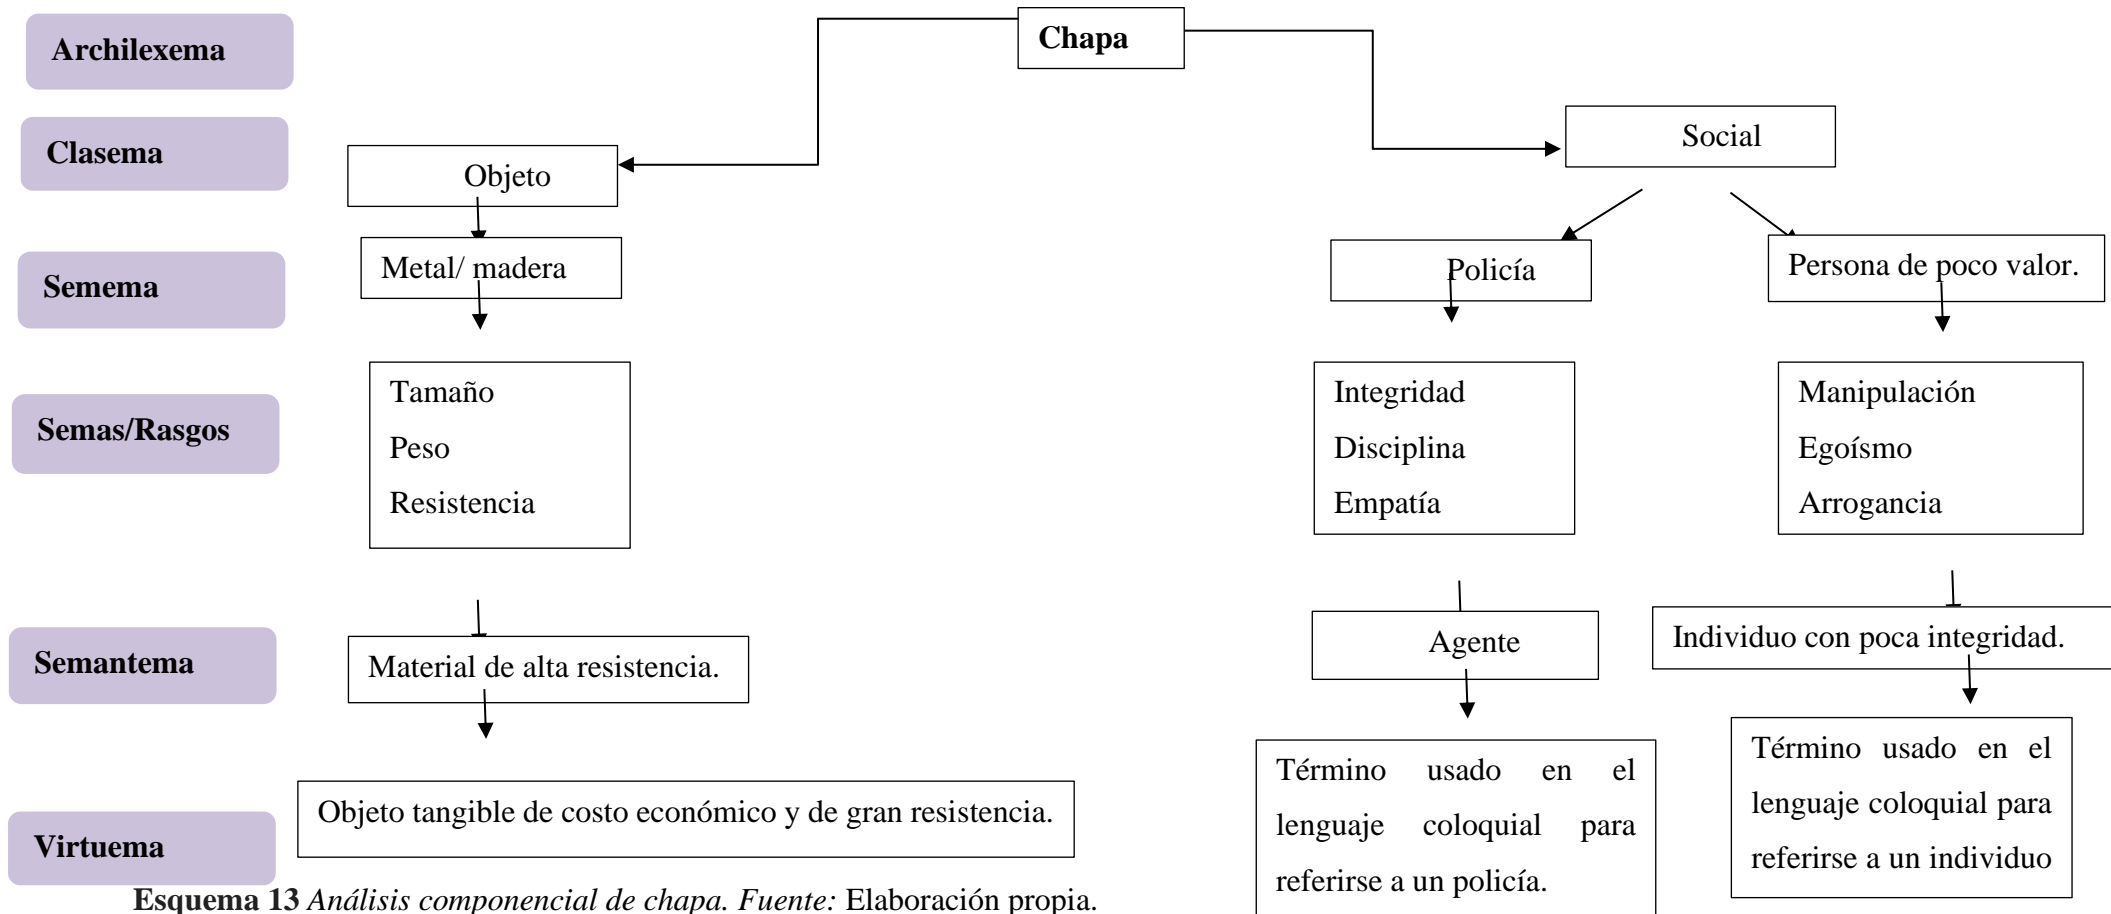 Archilexema
Chapa
Clasema
Objeto
Social
Semema
Metal/ madera
Policía
Persona de poco valor.
Semas/Rasgos
Tamaño
Peso
Resistencia
Integridad
Disciplina
Empatía
Manipulación
Egoísmo
Arrogancia
Semantema
Material de alta resistencia.
Agente
Individuo con poca integridad.
Virtuema
Objeto tangible de costo económico y de gran resistencia.
Término usado en el
lenguaje coloquial para
referirse a un policía.
Término usado en el
lenguaje coloquial para
referirse a un individuo
Esquema 13 Análisis componencial de chapa. Fuente: Elaboración propia.